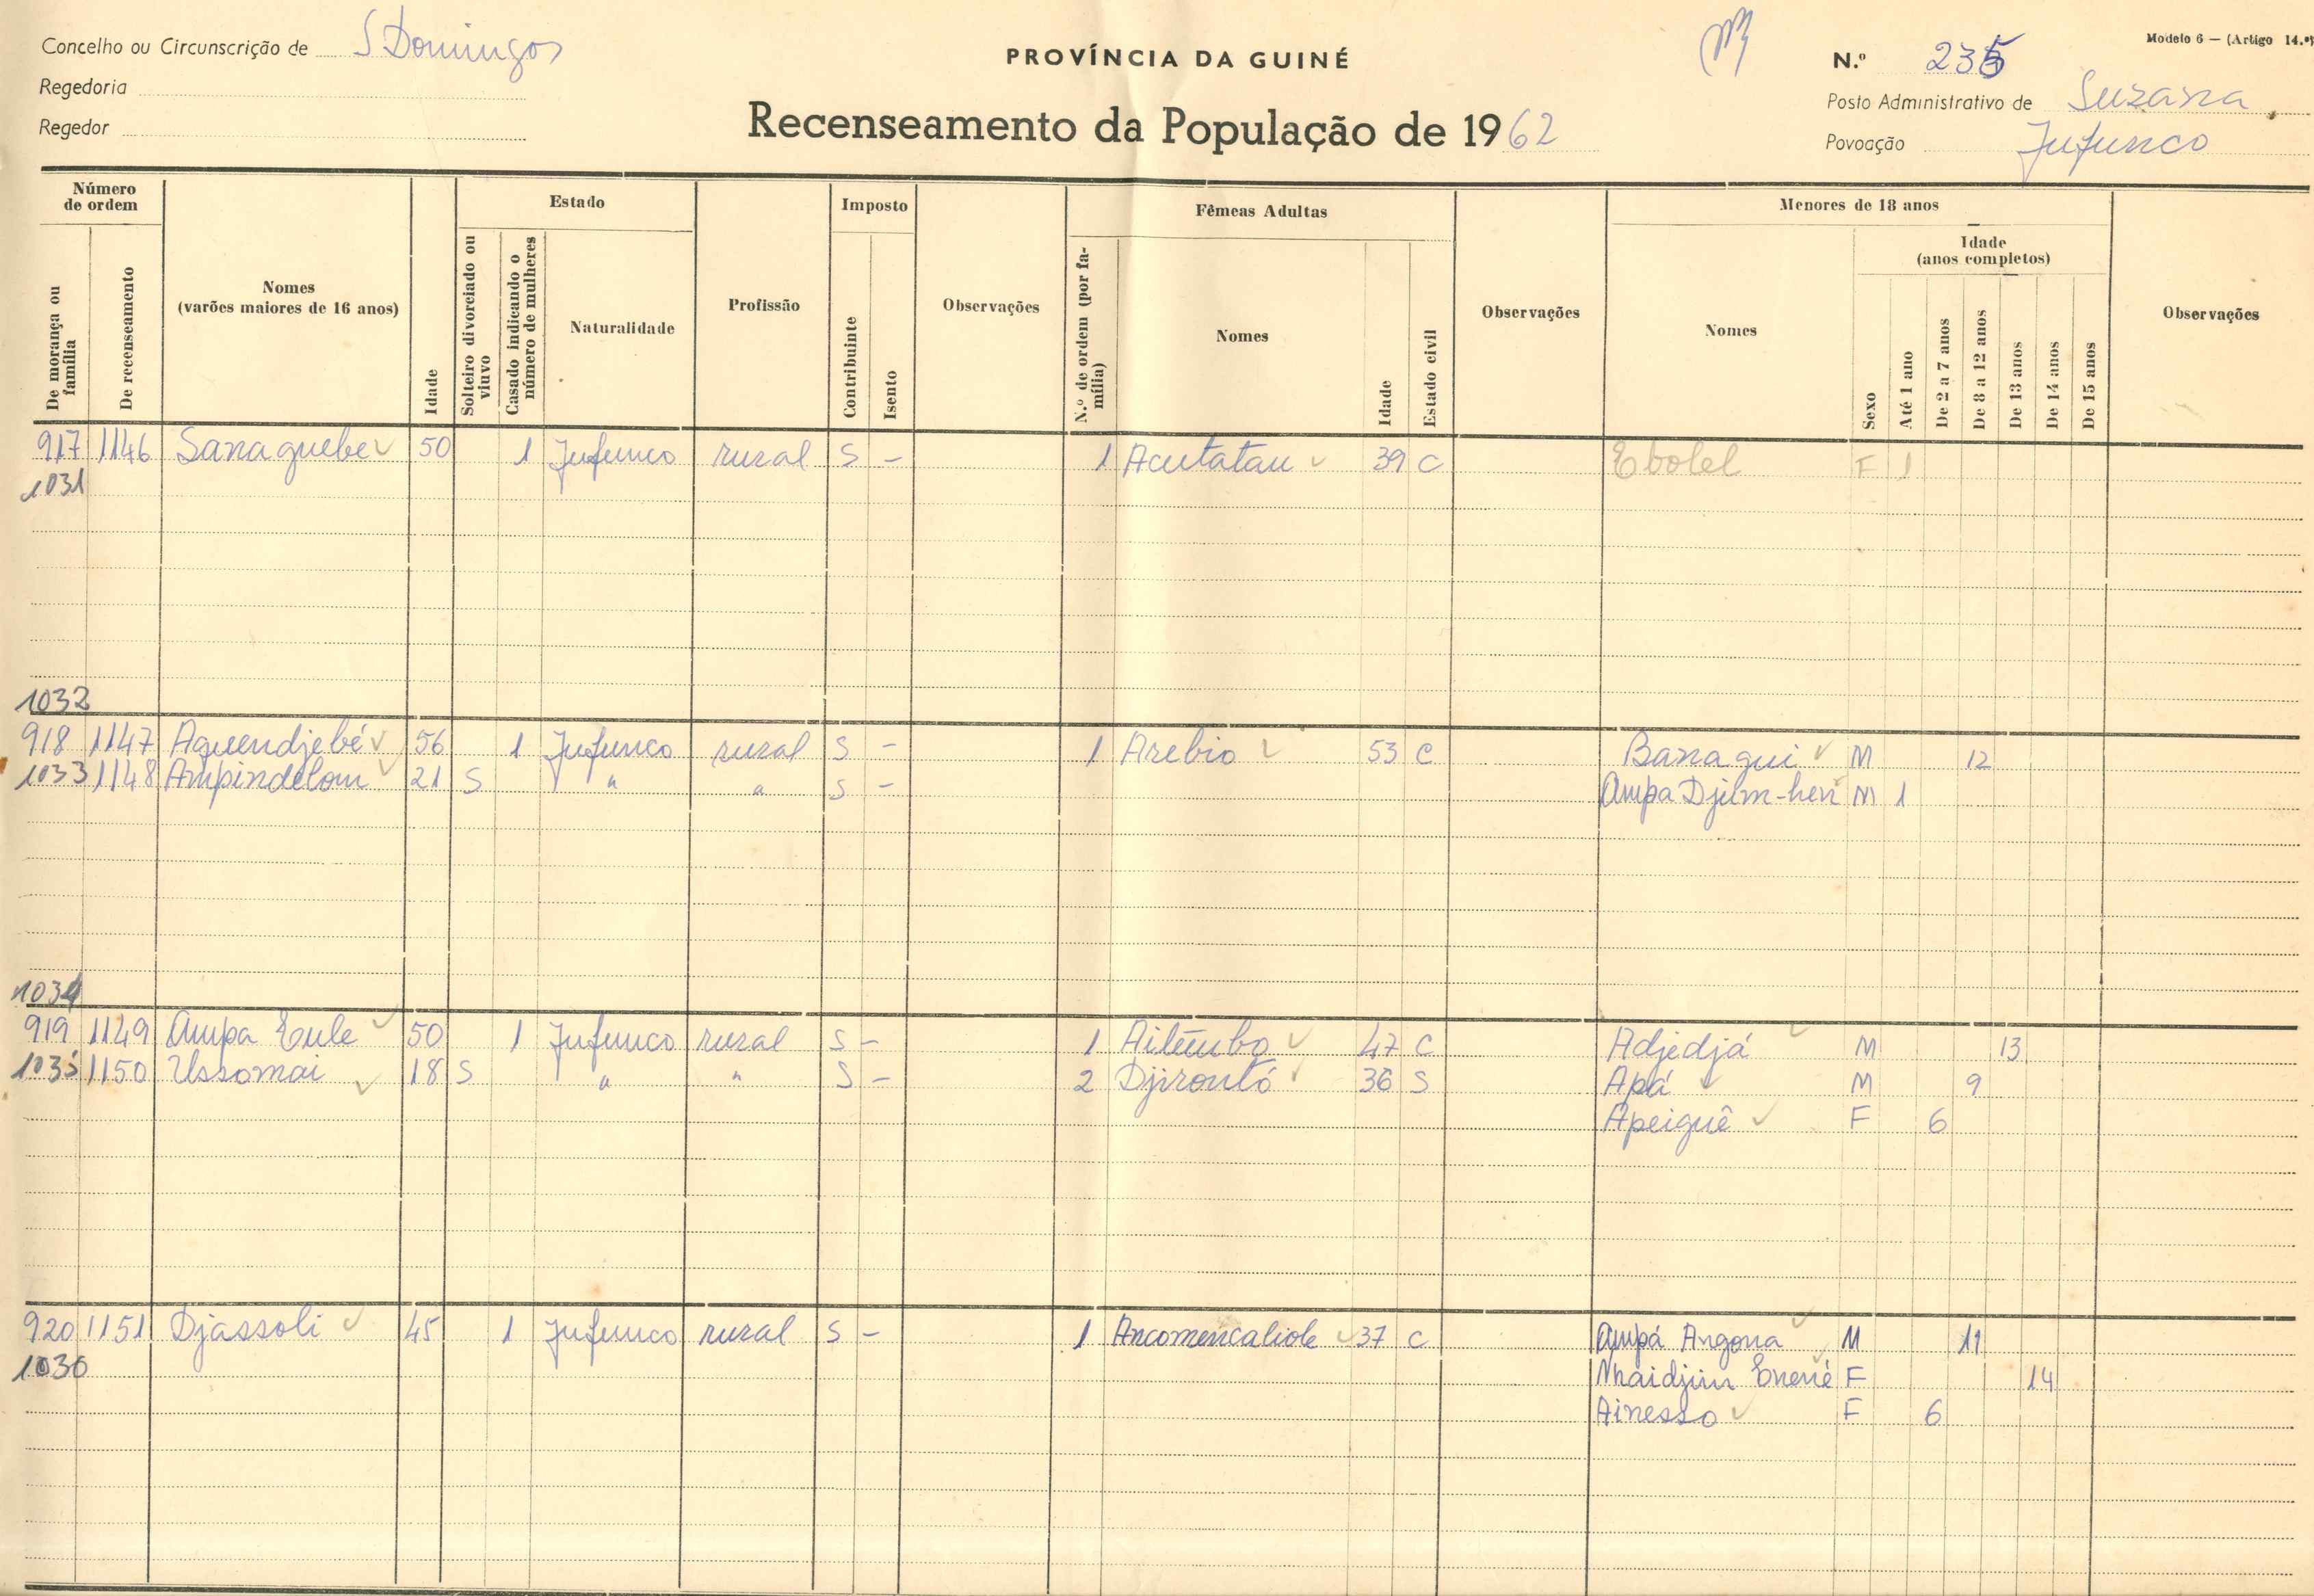 Concelho ou Circunscrição de S Domingos
Regedoria
Regedor
PROVÍNCIA DA GUINÉ
Recenseamento da População de 1962
Modelo 6 — (Artigo 14.º)
N.º 235
Posto Administrativo de Suzana
Povoação Jufunco
Número de ordem
De morança ou família
De recenseamento
Nomes
(varões maiores de 16 anos)
Idade
Estado
Solteiro divorciado ou viuvo
Casado indicando o número de mulheres
Naturalidade
Profissão
Imposto
Contribuinte
Isento
Observações
Fêmeas Adultas
N.º de ordem (por família)
Nomes
Idade
Estado civil
Observações
Menores de 18 anos
Nomes
Sexo
Idade
(anos completos)
Até 1 ano
De 2 a 7 anos
De 8 a 12 anos
De 13 anos
De 14 anos
De 15 anos
Observações
917 1146 Sanaguebe 50 1 Jufunco rural S – 1 Acutatau 39 C Ebolel F 1
1031
1032
918 1147 Aguendjebé 56 1 Jufunco rural S – 1 Arebio 53 C Banagui M 12
1033 1148 Ampindelom 21 S " " S – Ampa Djilm-hen M 1
1034
919 1149 Ampa Eule 50 1 Jufunco rural S – 1 Ailimbo 47 C Adjedjá M 13
1035 1150 Ussomai 18 S " " S – 2 Djirontó 36 S Apá M 9
Apeiguê F 6
920 1151 Djassoli 45 1 Jufunco rural S – 1 Ancomencaliole 37 C Ampá Angona M 11
1036 Nhaidjim Enené F 14
Ainesso F 6